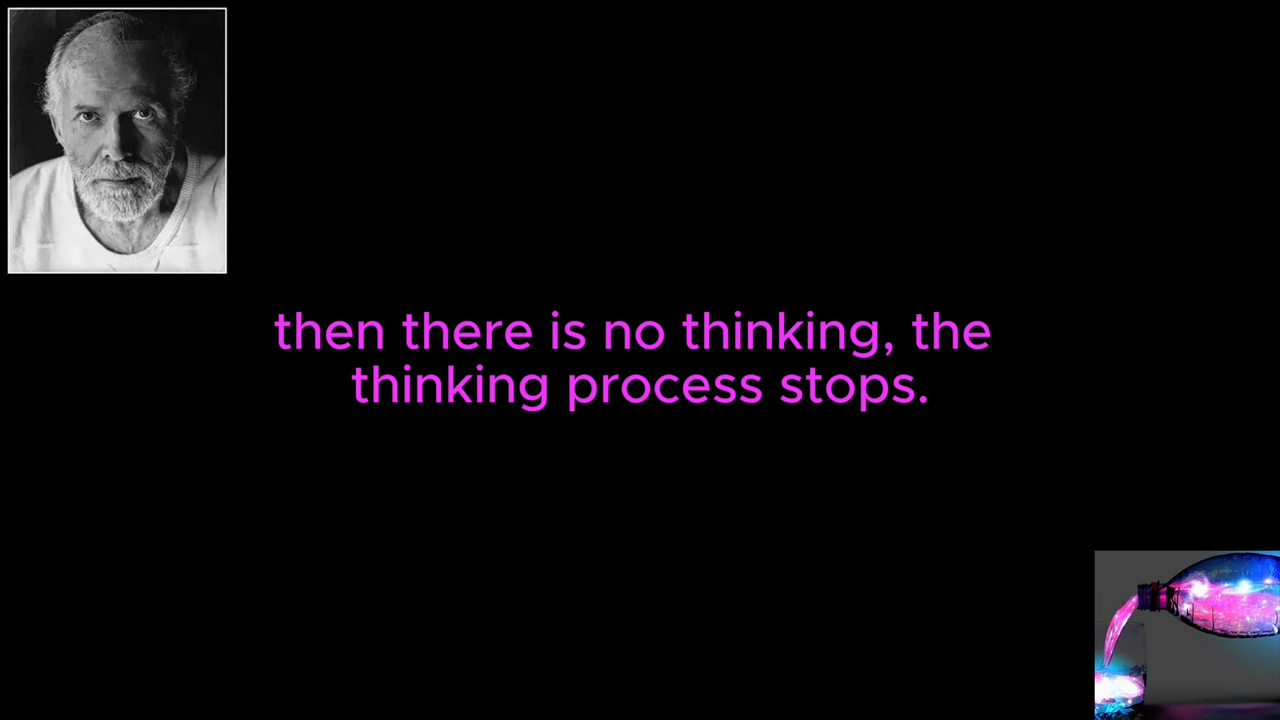 then there is no thinking, the
thinking process stops.